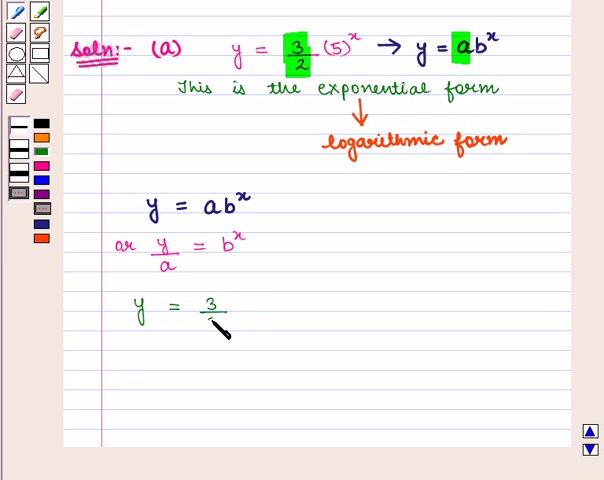 Soln:- (a) y = 3/2 (5)^x → y = ab^x
This is the exponential form
↓
logarithmic form
y = ab^x
or y/a = b^x
y = 3/